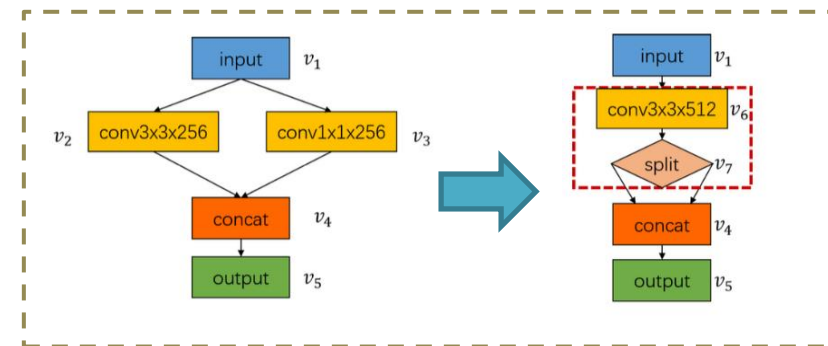 input v₁
v₂ conv3x3x256 conv1x1x256 v₃
concat v₄
output v₅
input v₁
conv3x3x512 v₆
split v₇
concat v₄
output v₅